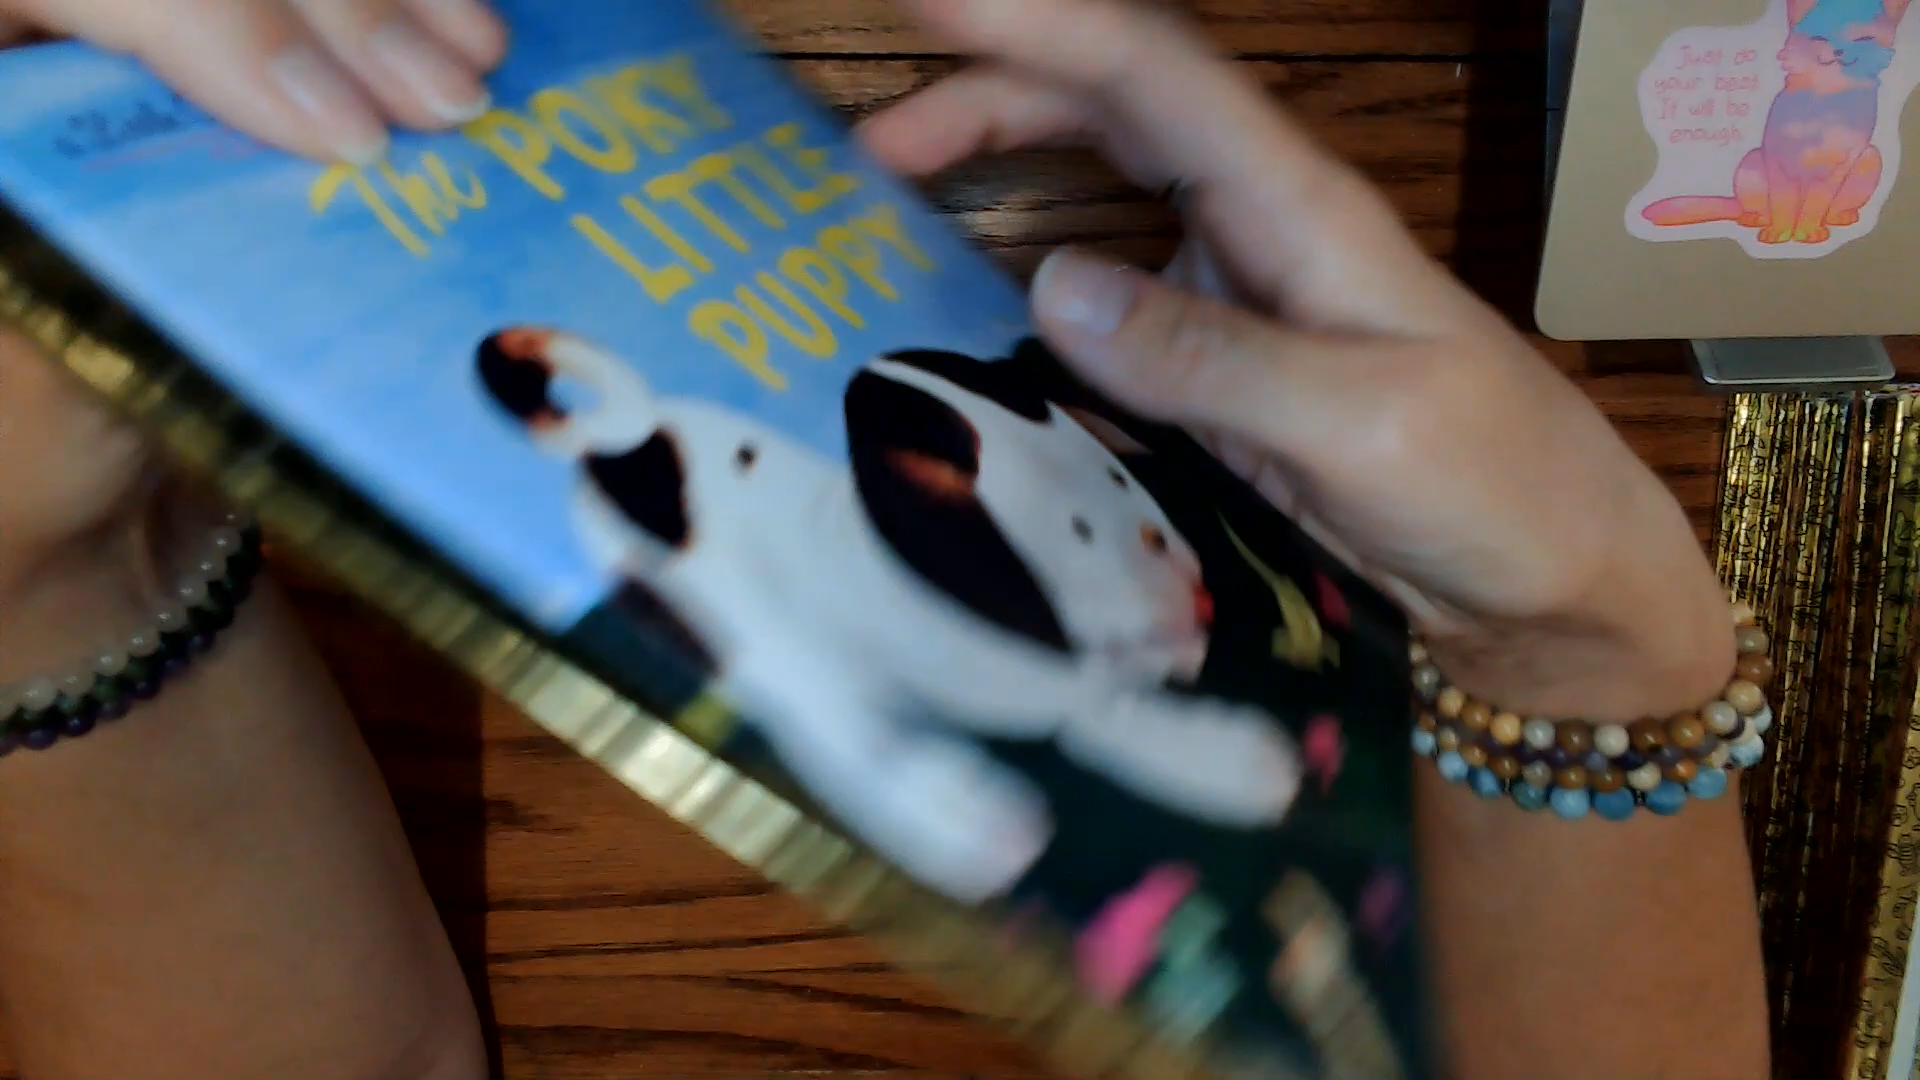 The POKY
LITTLE
PUPPY
Just do
your best
It will be
enough